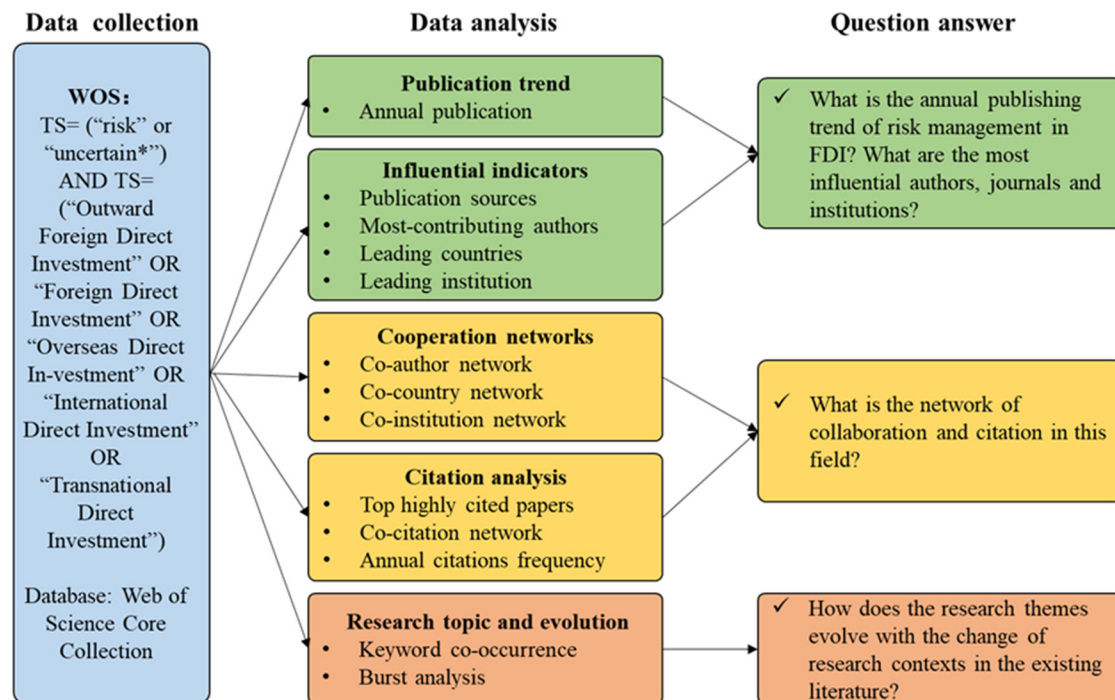 Data collection
WOS:
TS= (“risk” or
“uncertain*”)
AND TS=
(“Outward
Foreign Direct
Investment” OR
“Foreign Direct
Investment” OR
“Overseas Direct
In-vestment” OR
“International
Direct Investment”
OR
“Transnational
Direct
Investment”)
Database: Web of
Science Core
Collection
Data analysis
Publication trend
• Annual publication
Influential indicators
• Publication sources
• Most-contributing authors
• Leading countries
• Leading institution
Cooperation networks
• Co-author network
• Co-country network
• Co-institution network
Citation analysis
• Top highly cited papers
• Co-citation network
• Annual citations frequency
Research topic and evolution
• Keyword co-occurrence
• Burst analysis
Question answer
✓ What is the annual publishing
trend of risk management in
FDI? What are the most
influential authors, journals and
institutions?
✓ What is the network of
collaboration and citation in this
field?
✓ How does the research themes
evolve with the change of
research contexts in the existing
literature?